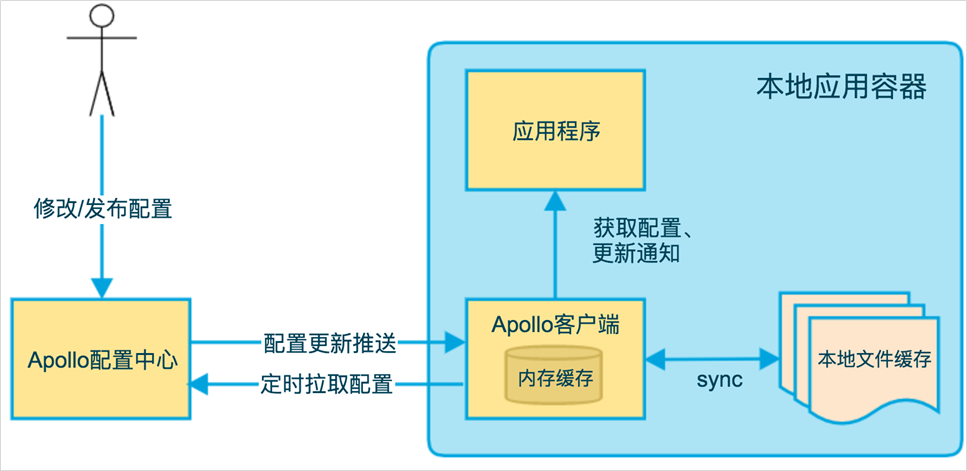 本地应用容器
应用程序
修改/发布配置
获取配置、
更新通知
Apollo配置中心
配置更新推送
定时拉取配置
Apollo客户端
内存缓存
sync
本地文件缓存